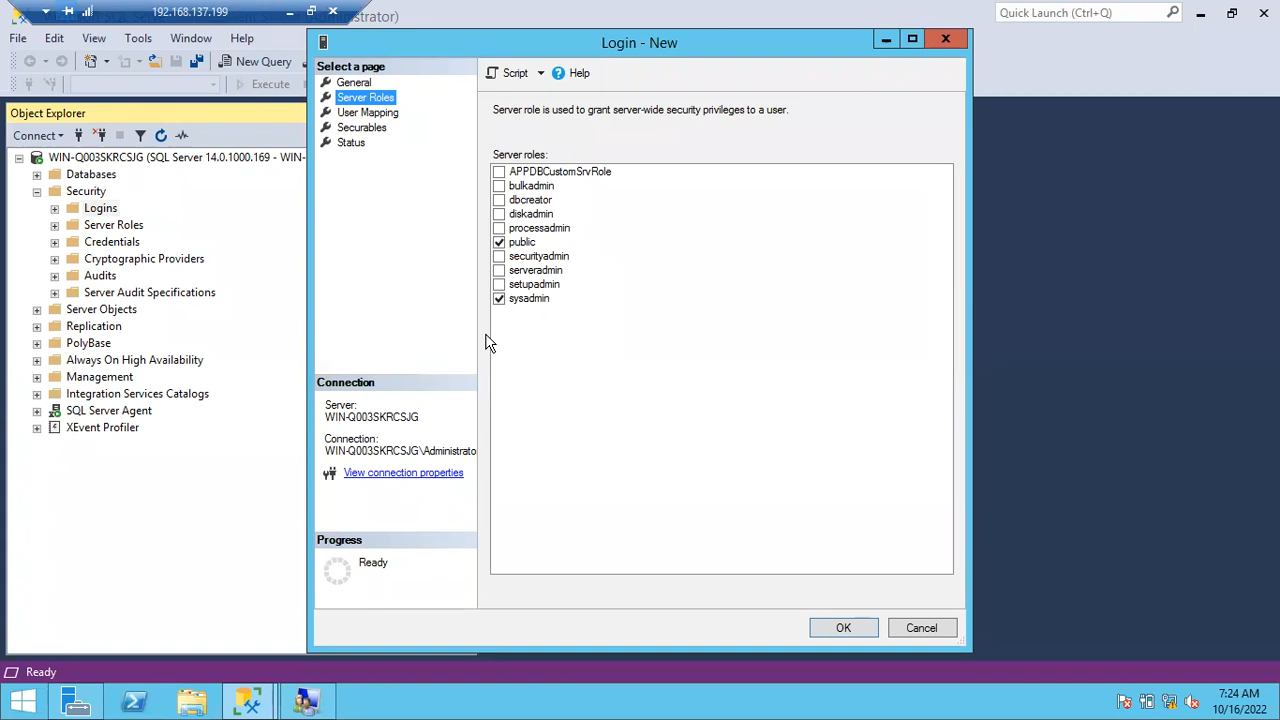 192.168.137.199
ministrator)
Quick Launch (Ctrl+Q)
File Edit View Tools Window Help
New Query
Execute
Object Explorer
Connect
WIN-Q003SKRCSJG (SQL Server 14.0.1000.169 - WIN-
Databases
Security
Logins
Server Roles
Credentials
Cryptographic Providers
Audits
Server Audit Specifications
Server Objects
Replication
PolyBase
Always On High Availability
Management
Integration Services Catalogs
SQL Server Agent
XEvent Profiler
Login - New
Select a page
General
Server Roles
User Mapping
Securables
Status
Connection
Server:
WIN-Q003SKRCSJG
Connection:
WIN-Q003SKRCSJG\Administrato
View connection properties
Progress
Ready
Script Help
Server role is used to grant server-wide security privileges to a user.
Server roles:
APPDBCustomSrvRole
bulkadmin
dbcreator
diskadmin
processadmin
public
securityadmin
serveradmin
setupadmin
sysadmin
OK Cancel
Ready
7:24 AM
10/16/2022